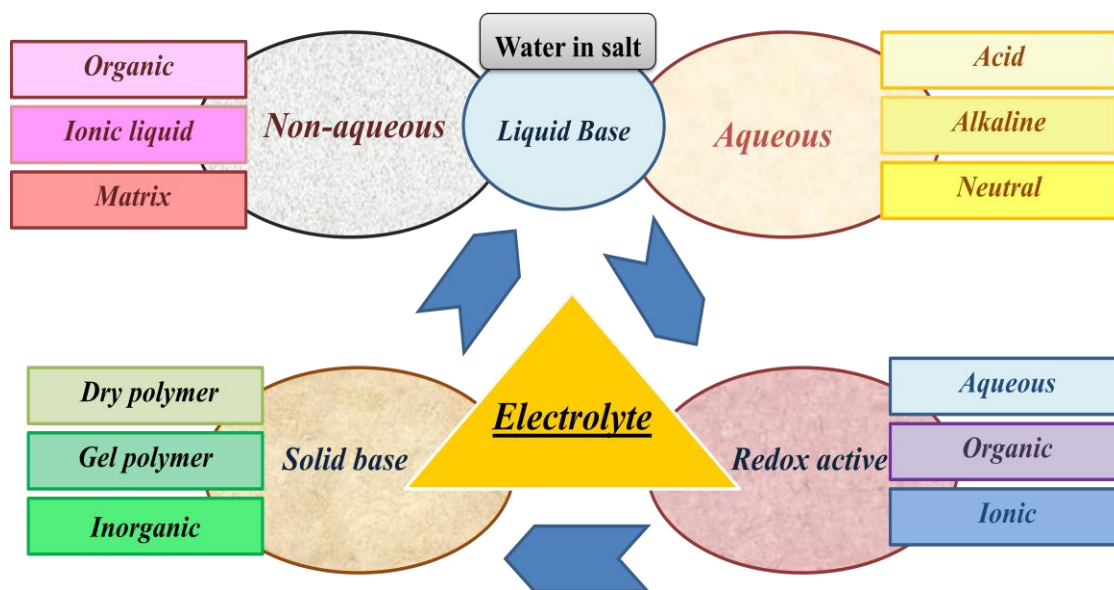 Water in salt
Organic
Ionic liquid
Matrix
Non-aqueous
Liquid Base
Aqueous
Acid
Alkaline
Neutral
Electrolyte
Dry polymer
Gel polymer
Inorganic
Solid base
Redox active
Aqueous
Organic
Ionic